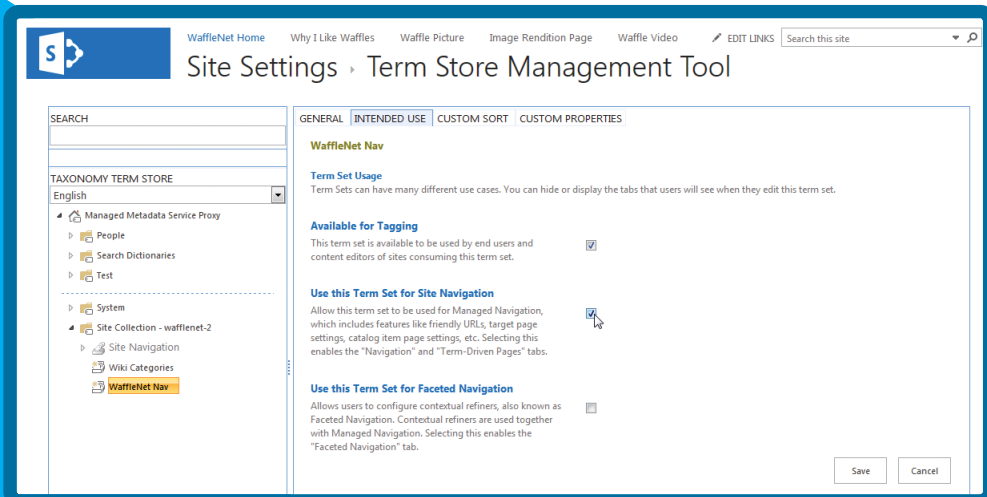 S
WaffleNet Home Why I Like Waffles Waffle Picture Image Rendition Page Waffle Video EDIT LINKS Search this site
Site Settings › Term Store Management Tool
SEARCH
TAXONOMY TERM STORE
English
Managed Metadata Service Proxy
People
Search Dictionaries
Test
System
Site Collection - wafflenet-2
Site Navigation
Wiki Categories
WaffleNet Nav
GENERAL INTENDED USE CUSTOM SORT CUSTOM PROPERTIES
WaffleNet Nav
Term Set Usage
Term Sets can have many different use cases. You can hide or display the tabs that users will see when they edit this term set.
Available for Tagging
This term set is available to be used by end users and
content editors of sites consuming this term set.
Use this Term Set for Site Navigation
Allow this term set to be used for Managed Navigation,
which includes features like friendly URLs, target page
settings, catalog item page settings, etc. Selecting this
enables the "Navigation" and "Term-Driven Pages" tabs.
Use this Term Set for Faceted Navigation
Allows users to configure contextual refiners, also known as
Faceted Navigation. Contextual refiners are used together
with Managed Navigation. Selecting this enables the
"Faceted Navigation" tab.
Save Cancel